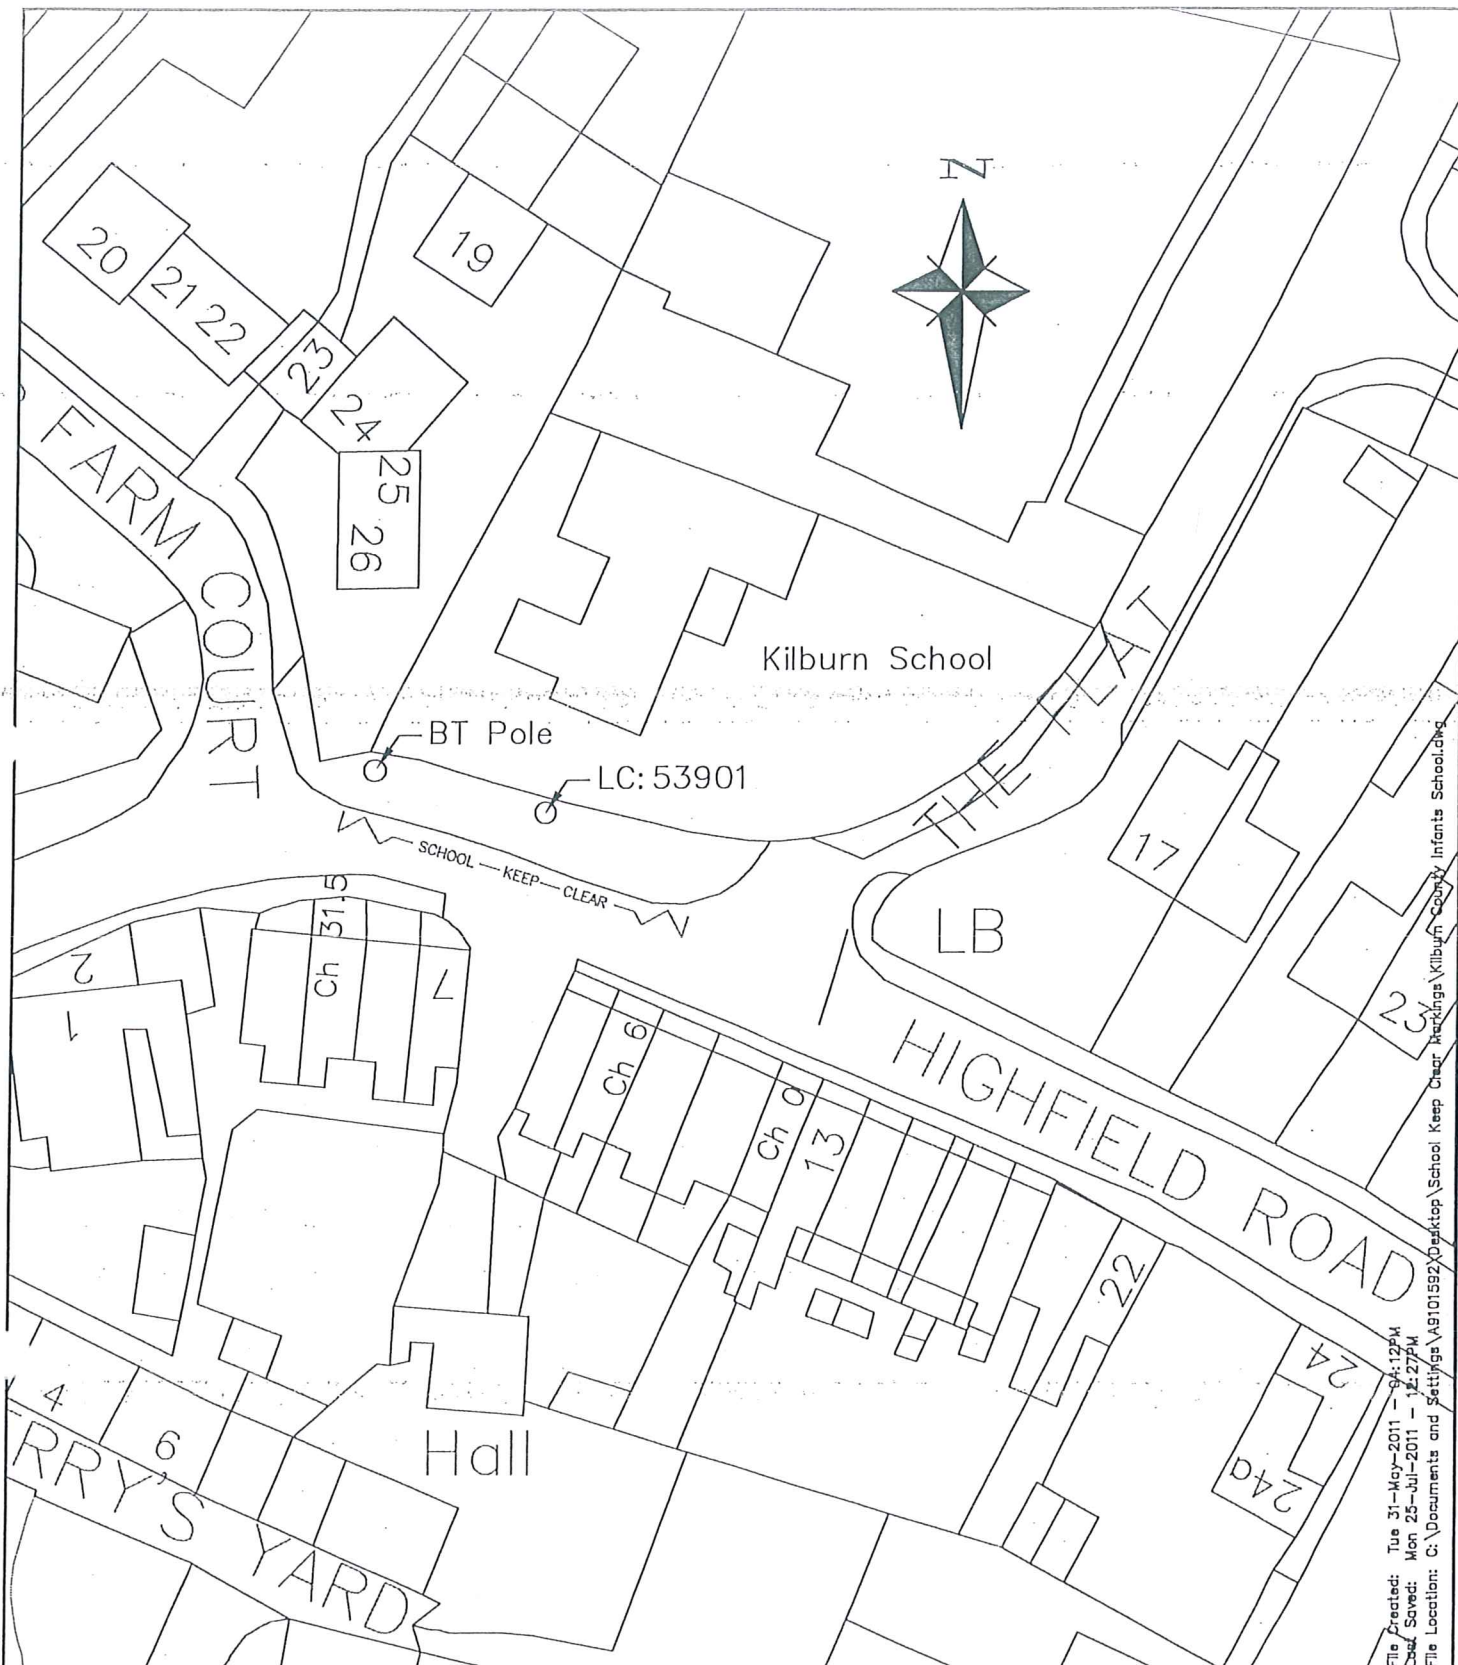 N
20
21 22
19
23
24
25
26
FARM COURT
Kilburn School
THE FLAT
BT Pole
LC: 53901
SCHOOL KEEP CLEAR
17
LB
23
2
1
Ch 31.5
7
Ch 9
Ch 0
13
HIGHFIELD ROAD
22
24
24a
4
6
Hall
RRY'S YARD
File Created: Tue 31-May-2011 -
Last Saved: Mon 25-Jul-2011 - 12:27PM
File Location: C:\Documents and Settings\A9101592\Desktop\School Keep Clear Markings\Kilburn County Infants School.dwg